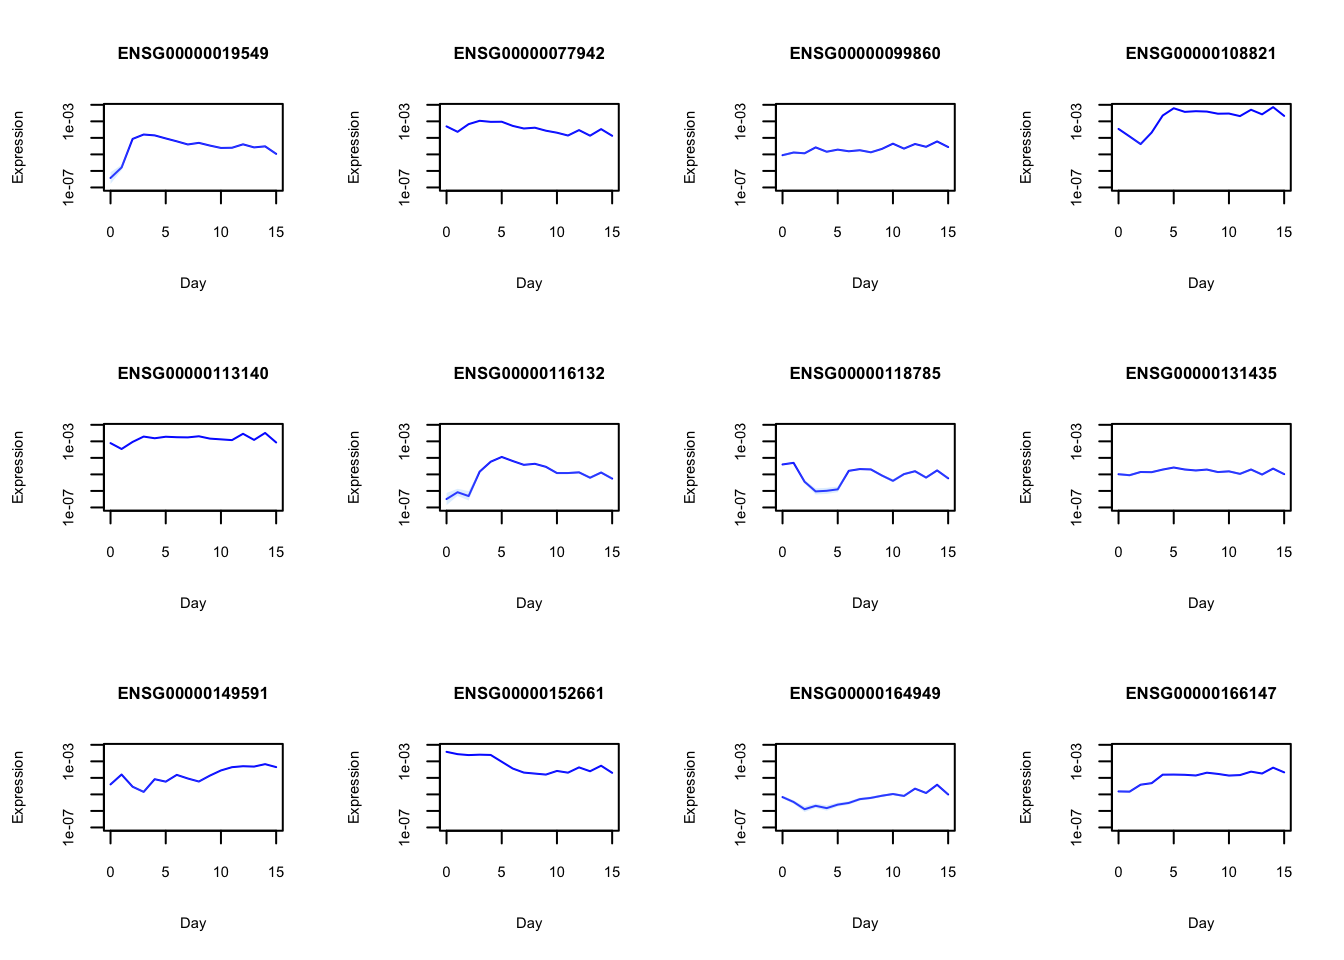 ENSG00000019549 ENSG00000077942 ENSG00000099860 ENSG00000108821
Expression 1e-03 1e-07 Expression 1e-03 1e-07 Expression 1e-03 1e-07 Expression 1e-03 1e-07
0 5 10 15 0 5 10 15 0 5 10 15 0 5 10 15
Day Day Day Day
ENSG00000113140 ENSG00000116132 ENSG00000118785 ENSG00000131435
Expression 1e-03 1e-07 Expression 1e-03 1e-07 Expression 1e-03 1e-07 Expression 1e-03 1e-07
0 5 10 15 0 5 10 15 0 5 10 15 0 5 10 15
Day Day Day Day
ENSG00000149591 ENSG00000152661 ENSG00000164949 ENSG00000166147
Expression 1e-03 1e-07 Expression 1e-03 1e-07 Expression 1e-03 1e-07 Expression 1e-03 1e-07
0 5 10 15 0 5 10 15 0 5 10 15 0 5 10 15
Day Day Day Day